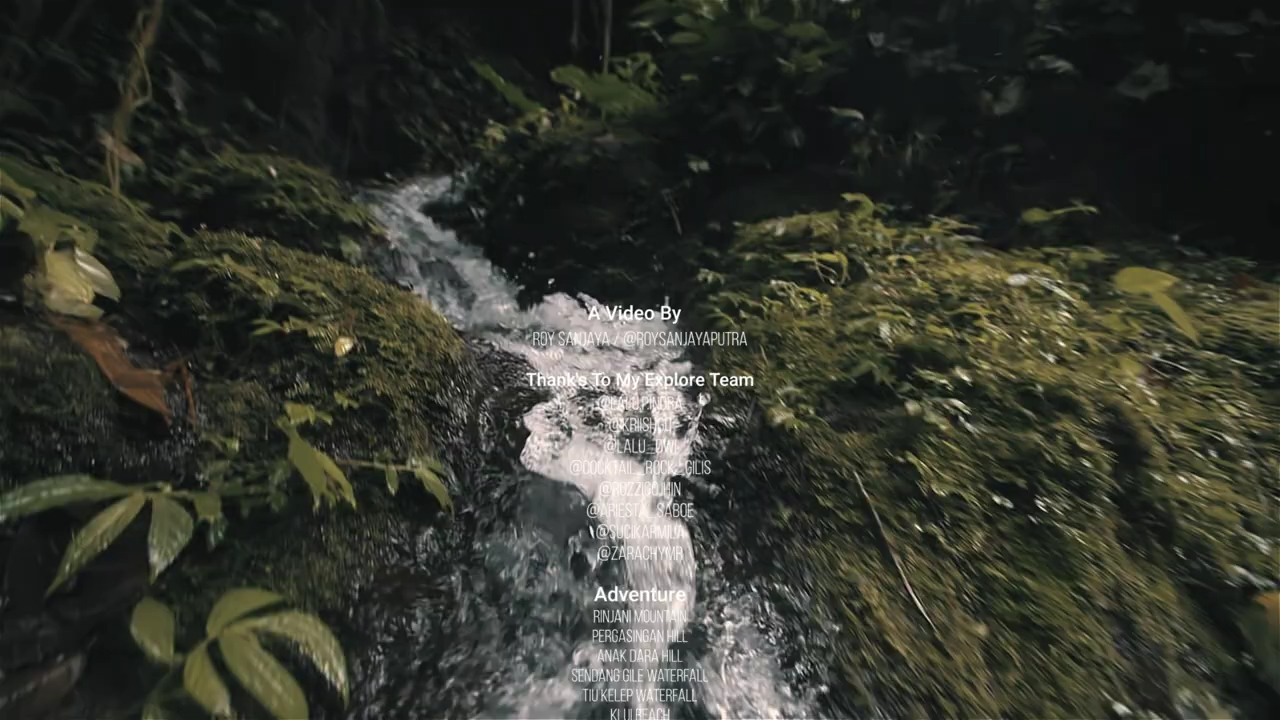 A Video By
ROY SANJAYA / @ROYSANJAYAPUTRA
Thanks To My Explore Team
@LALU_DWI
@COCKTAIL_ROCK_GILIS
@ARIESTA_SABOE
@SUCIKARMILA
@ZARACHYMR
Adventure
RINJANI MOUNTAIN
PERGASINGAN HILL
ANAK DARA HILL
SENDANG GILE WATERFALL
TIU KELEP WATERFALL